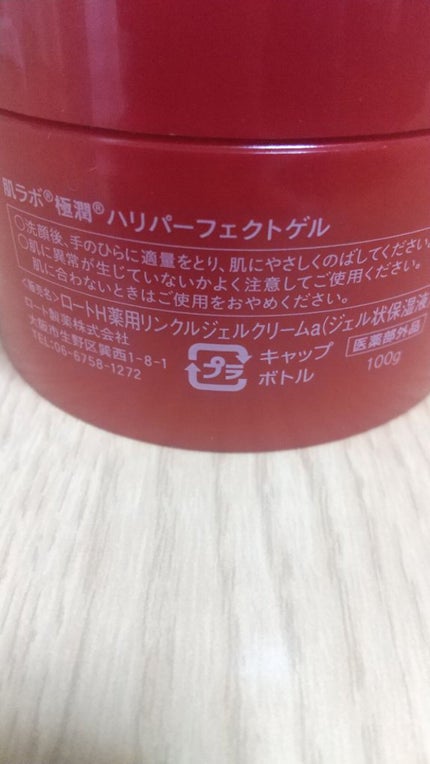 肌ラボ®極潤®ハリパーフェクトゲル
○洗顔後、手のひらに適量をとり、肌にやさしくのばしてください。
○肌に異常が生じていないかよく注意してご使用ください。
肌に合わないときはご使用をおやめください。
<販売名>ロートH薬用リンクルジェルクリームa(ジェル状保湿液
ロート製薬株式会社
大阪市生野区巽西1-8-1
TEL:06-6758-1272
プラ
キャップ
ボトル
医薬部外品
100g